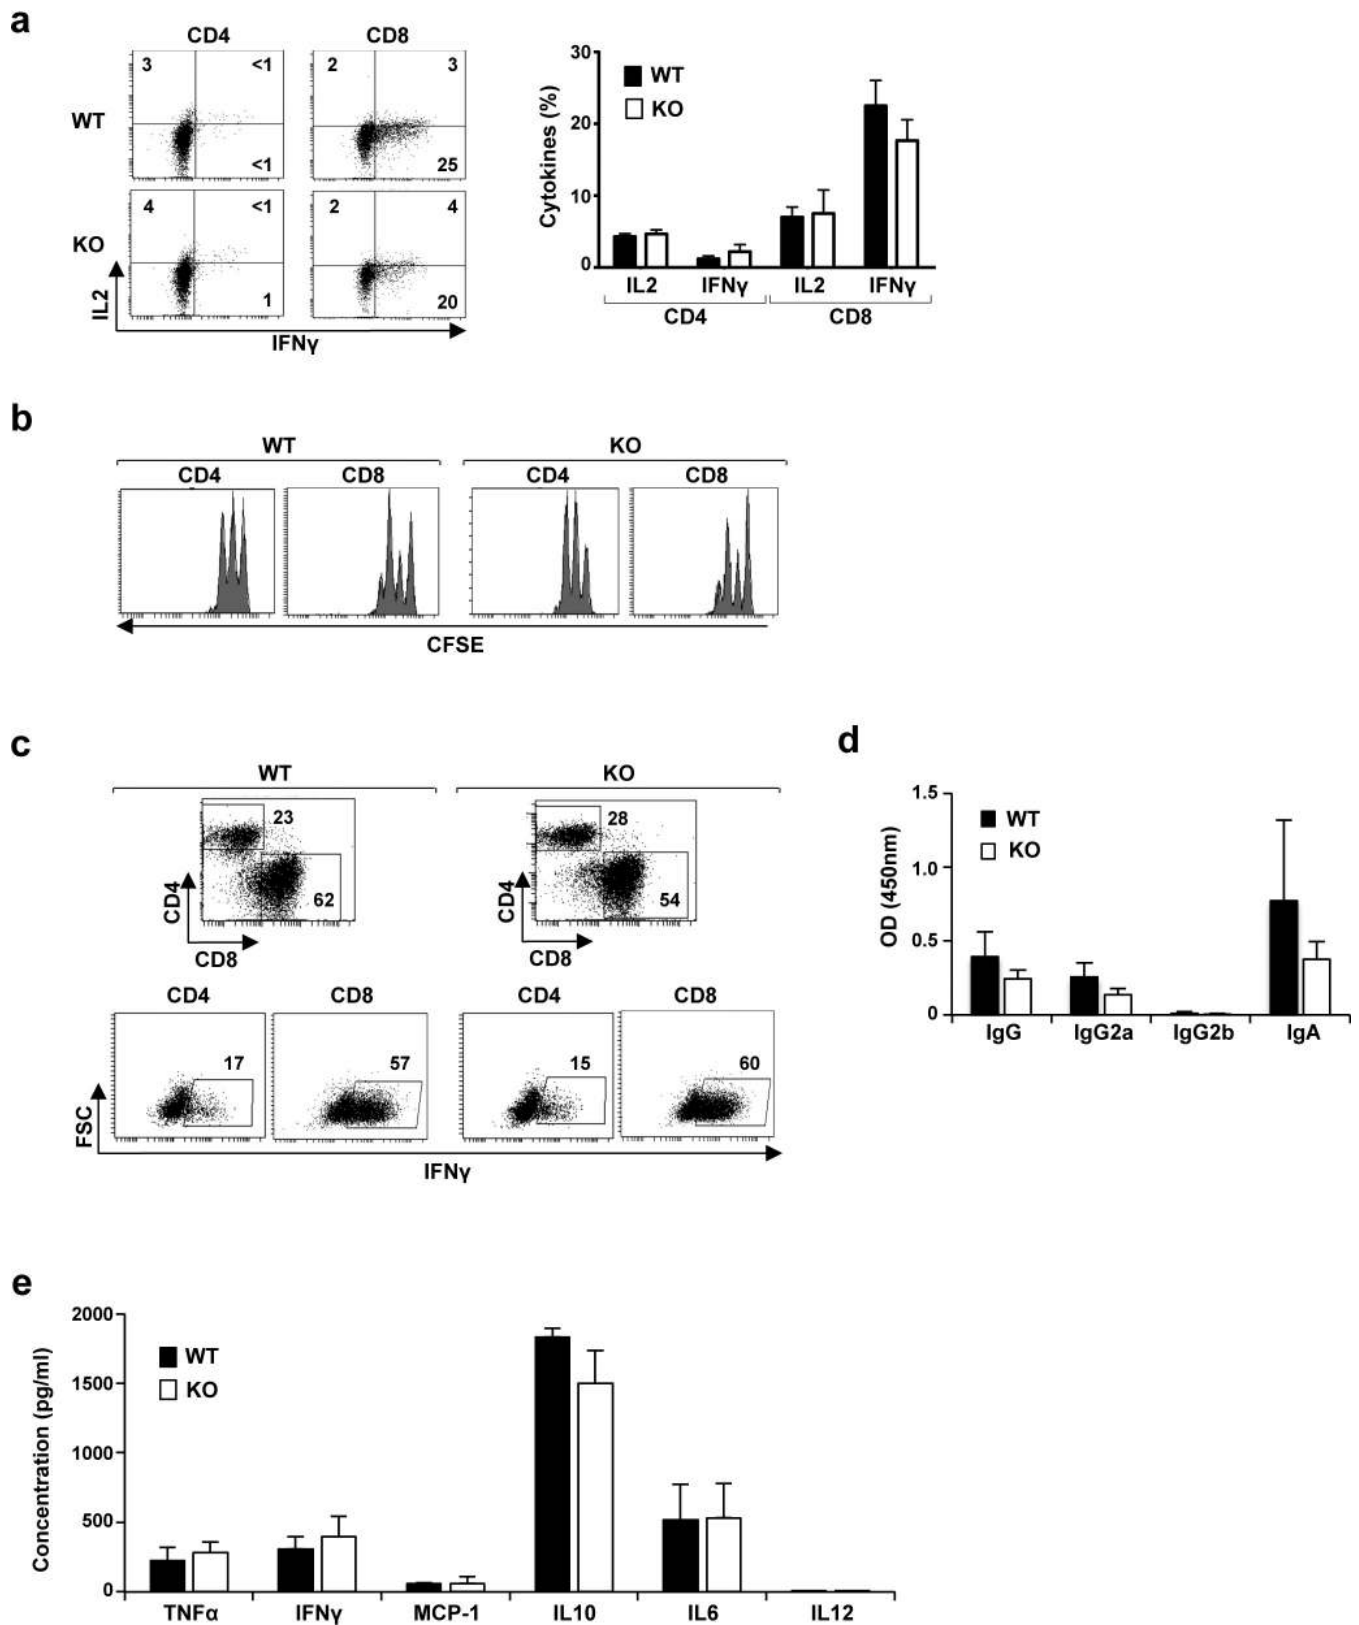 a
CD4 CD8
WT
3 <1
<1
2 3
25
KO
4 <1
1
2 4
20
IL2
IFNγ
30
20
10
0
Cytokines (%)
WT
KO
IL2 IFNγ IL2 IFNγ
CD4 CD8
b
WT KO
CD4 CD8 CD4 CD8
CFSE
c
WT KO
23
62
CD4
CD8
28
54
CD4
CD8
CD4 CD8 CD4 CD8
17 57 15 60
FSC
IFNγ
d
1.5
1.0
0.5
0
OD (450nm)
WT
KO
IgG IgG2a IgG2b IgA
e
2000
1500
1000
500
0
Concentration (pg/ml)
WT
KO
TNFα IFNγ MCP-1 IL10 IL6 IL12